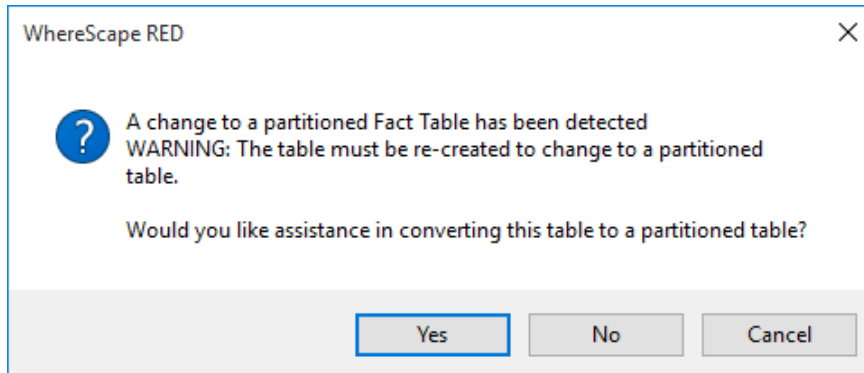 WhereScape RED
A change to a partitioned Fact Table has been detected
WARNING: The table must be re-created to change to a partitioned
table.
Would you like assistance in converting this table to a partitioned table?
Yes
No
Cancel